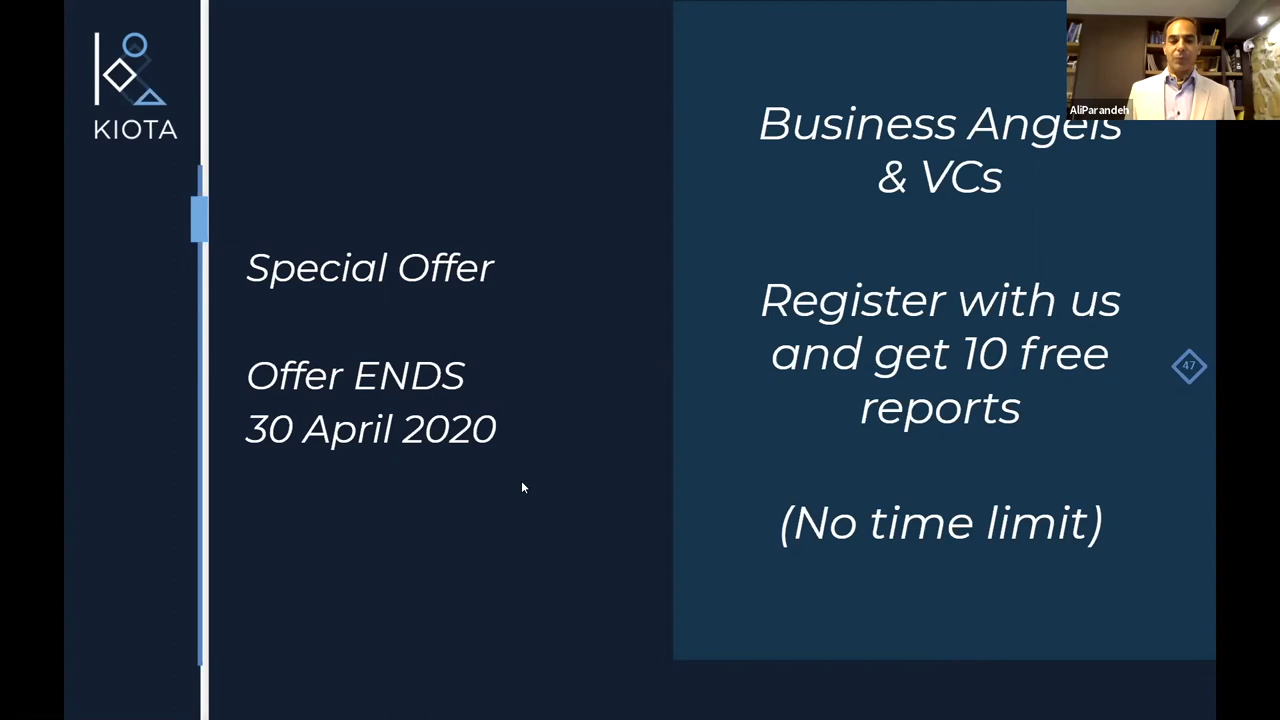 KIOTA
Special Offer
Offer ENDS
30 April 2020
Business Angels
& VCs
Register with us
and get 10 free
reports
(No time limit)
47
AliParandeh